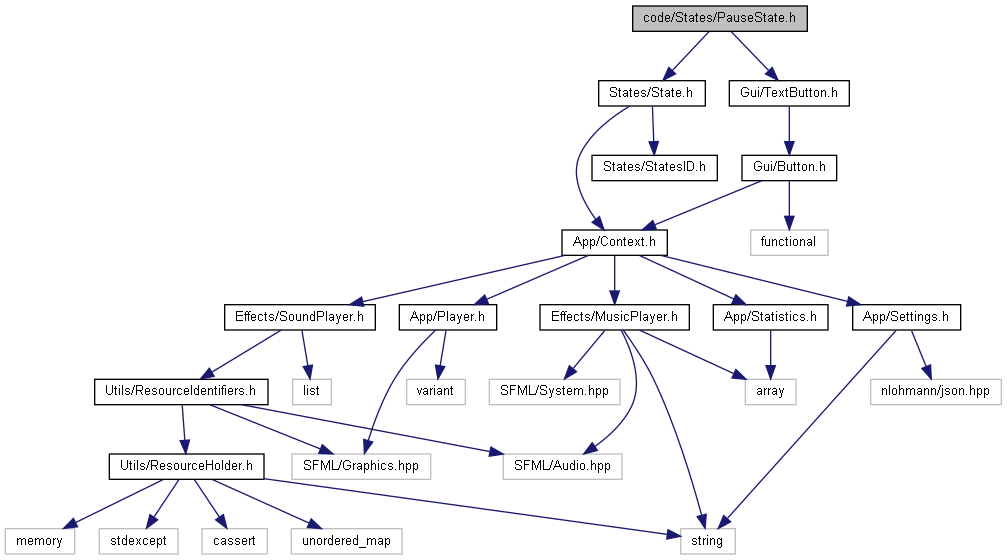 code/States/PauseState.h
States/State.h
Gui/TextButton.h
States/StatesID.h
Gui/Button.h
App/Context.h
functional
Effects/SoundPlayer.h
App/Player.h
Effects/MusicPlayer.h
App/Statistics.h
App/Settings.h
Utils/ResourceIdentifiers.h
list
variant
SFML/System.hpp
array
nlohmann/json.hpp
Utils/ResourceHolder.h
SFML/Graphics.hpp
SFML/Audio.hpp
memory
stdexcept
cassert
unordered_map
string